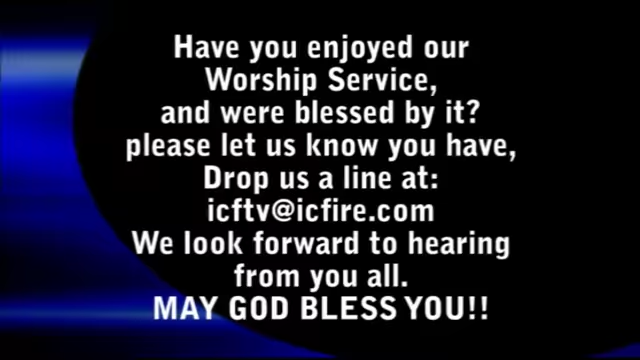 Have you enjoyed our
Worship Service,
and were blessed by it?
please let us know you have,
Drop us a line at:
icftv@icfire.com
We look forward to hearing
from you all.
MAY GOD BLESS YOU!!